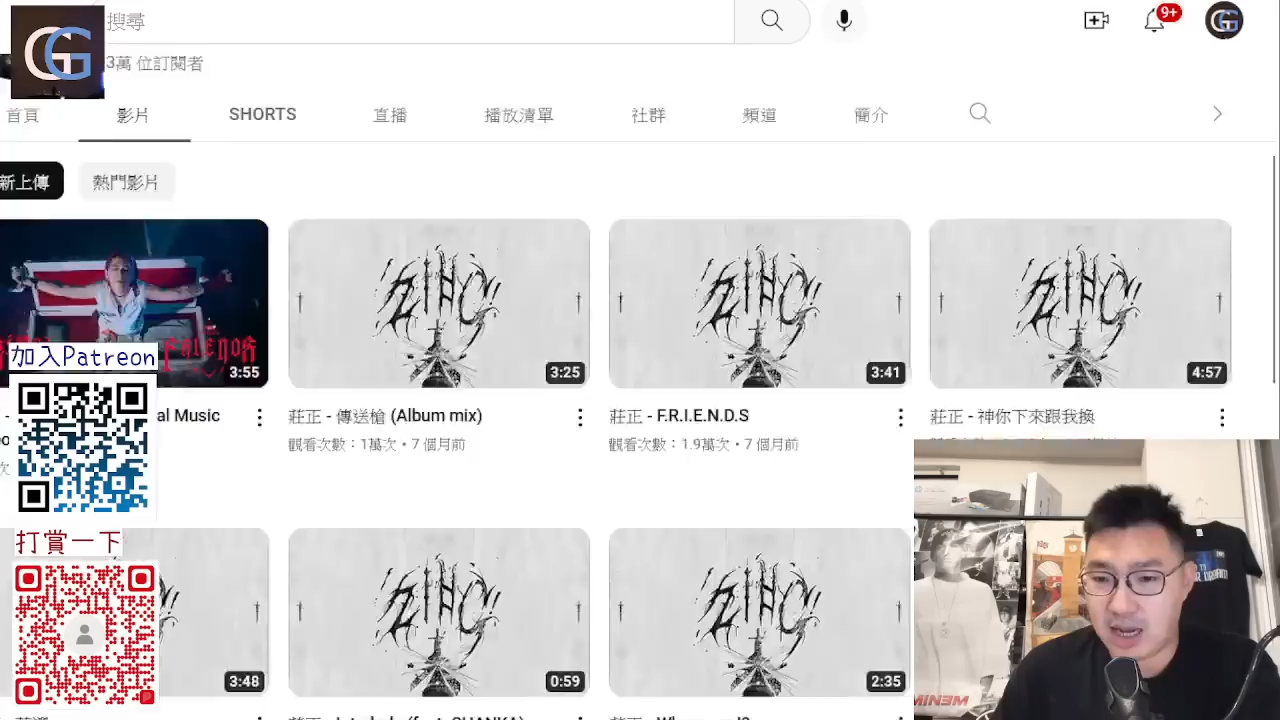 搜尋
9+
GG
GG
3萬 位訂閱者
首頁
影片
SHORTS
直播
播放清單
社群
頻道
簡介
新上傳
熱門影片
3:55
3:25
3:41
4:57
加入Patreon
al Music
莊正 - 傳送槍 (Album mix)
莊正 - F.R.I.E.N.D.S
莊正 - 神你下來跟我換
觀看次數：1萬次・7 個月前
觀看次數：1.9萬次・7 個月前
打賞一下
3:48
0:59
2:35
EMINEM